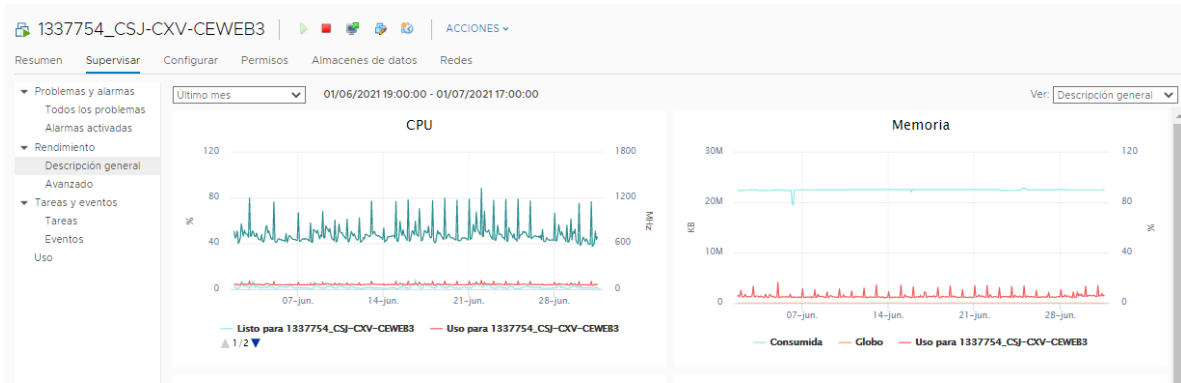 1337754_CSJ-CXV-CEWEB3 ACCIONES
Resumen Supervisar Configurar Permisos Almacenes de datos Redes
Problemas y alarmas
Todos los problemas
Alarmas activadas
Rendimiento
Descripción general
Avanzado
Tareas y eventos
Tareas
Eventos
Uso
Último mes 01/06/2021 19:00:00 - 01/07/2021 17:00:00 Ver: Descripción general
CPU
120 1800
80 1200
% MHz
40 600
0 0
07-jun. 14-jun. 21-jun. 28-jun.
Listo para 1337754_CSJ-CXV-CEWEB3 Uso para 1337754_CSJ-CXV-CEWEB3
1/2
Memoria
30M 120
20M 80
KB %
10M 40
0 0
07-jun. 14-jun. 21-jun. 28-jun.
Consumida Globo Uso para 1337754_CSJ-CXV-CEWEB3